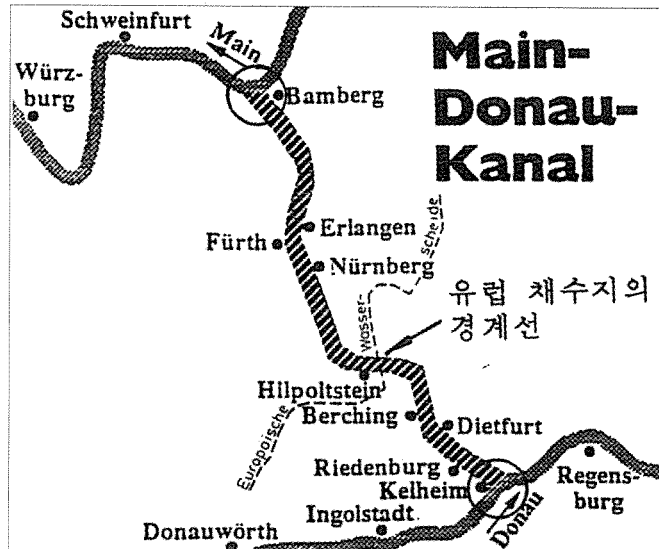 Main-
Donau-
Kanal
Schweinfurt
Main
Würz-
burg
Bamberg
Erlangen
Fürth
Nürnberg
유럽 채수지의
경계선
Europäische
Wasser-
scheide
Hilpoltstein
Berching
Dietfurt
Riedenburg
Kelheim
Regens-
burg
Donau
Ingolstadt
Donauwörth